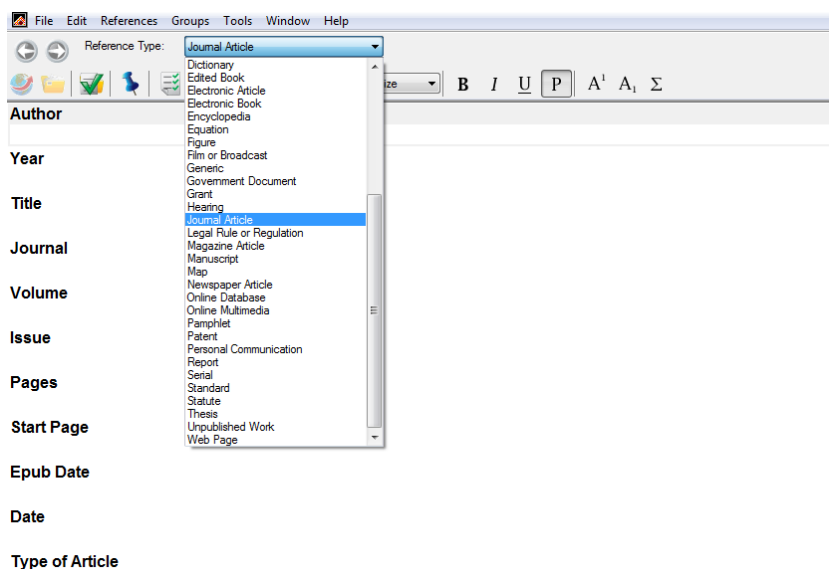 File Edit References Groups Tools Window Help
Reference Type: Journal Article
Dictionary
Edited Book
Electronic Article
Electronic Book
Encyclopedia
Equation
Figure
Film or Broadcast
Generic
Government Document
Grant
Hearing
Journal Article
Legal Rule or Regulation
Magazine Article
Manuscript
Map
Newspaper Article
Online Database
Online Multimedia
Pamphlet
Patent
Personal Communication
Report
Serial
Standard
Statute
Thesis
Unpublished Work
Web Page
ize B I U P A¹ A₁ Σ
Author
Year
Title
Journal
Volume
Issue
Pages
Start Page
Epub Date
Date
Type of Article